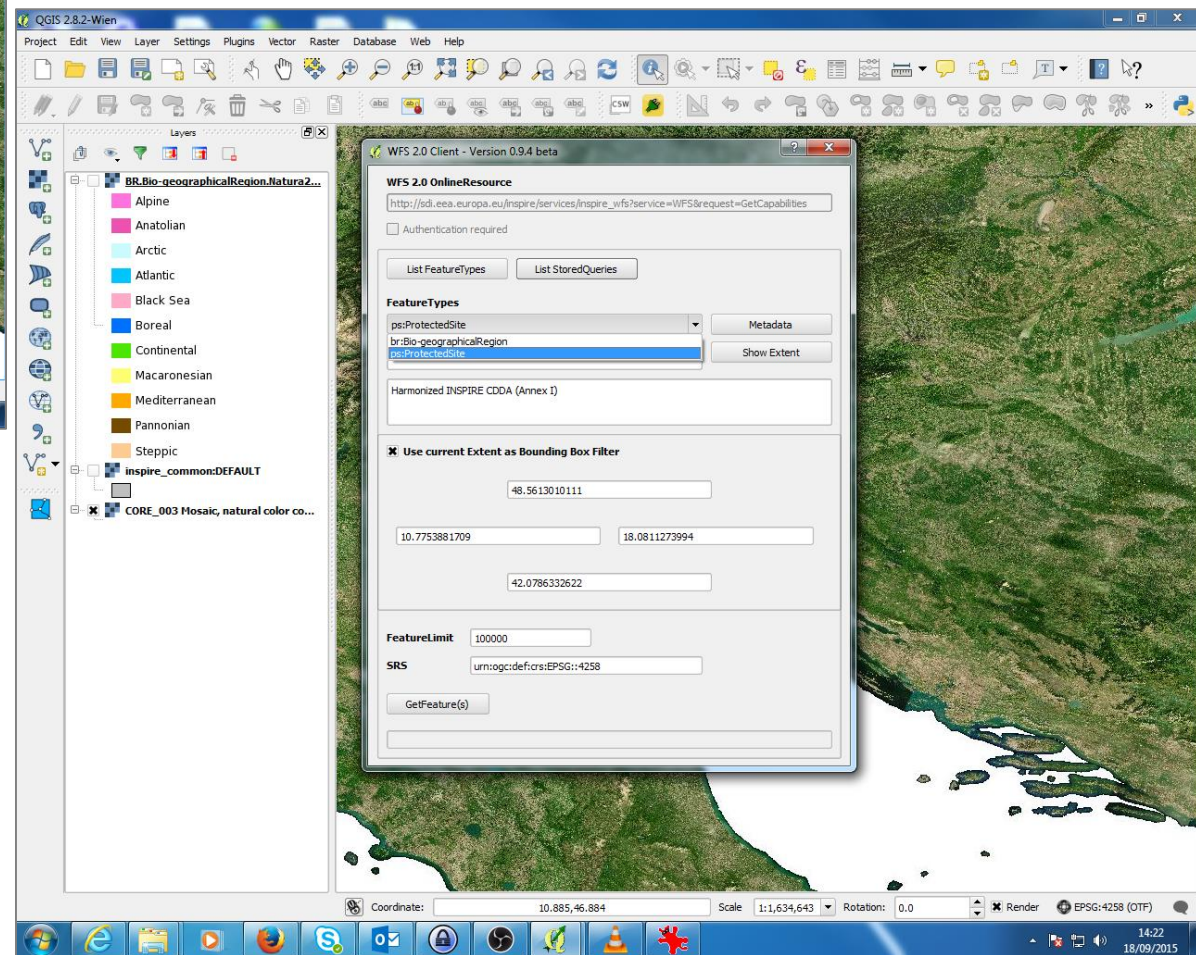 QGIS 2.8.2-Wien
Project Edit View Layer Settings Plugins Vector Raster Database Web Help
Layers
BR.Bio-geographicalRegion.Natura2...
Alpine
Anatolian
Arctic
Atlantic
Black Sea
Boreal
Continental
Macaronesian
Mediterranean
Pannonian
Steppic
inspire_common:DEFAULT
CORE_003 Mosaic, natural color co...
WFS 2.0 Client - Version 0.9.4 beta
WFS 2.0 OnlineResource
http://sdi.eea.europa.eu/inspire/services/inspire_wfs?service=WFS&request=GetCapabilities
Authentication required
List FeatureTypes List StoredQueries
FeatureTypes
ps:ProtectedSite Metadata
br:Bio-geographicalRegion
ps:ProtectedSite
Show Extent
Harmonized INSPIRE CDDA (Annex I)
Use current Extent as Bounding Box Filter
48.5613010111
10.7753881709 18.0811273994
42.0786332622
FeatureLimit 100000
SRS urn:ogc:def:crs:EPSG::4258
GetFeature(s)
Coordinate: 10.885,46.884 Scale 1:1,634,643 Rotation: 0.0 Render EPSG:4258 (OTF)
14:22
18/09/2015